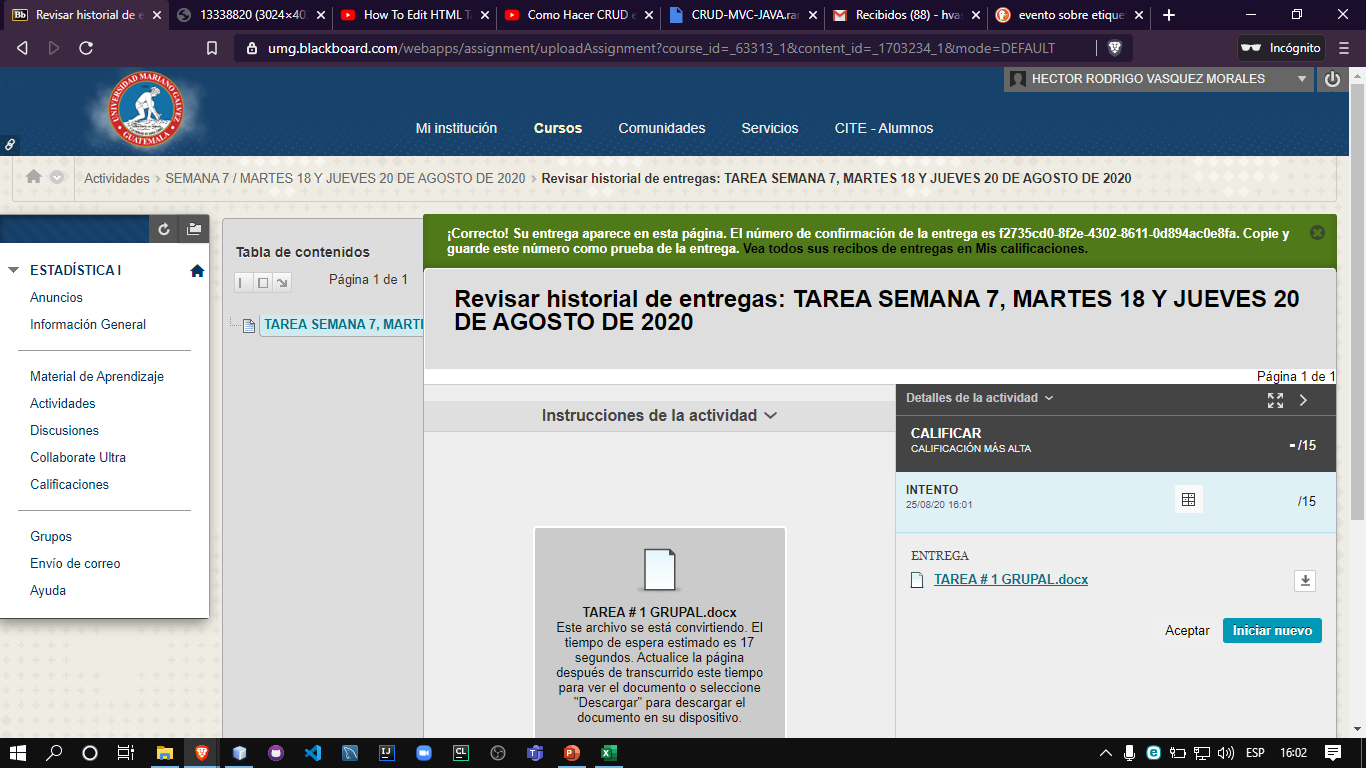 Revisar historial de e
13338820 (3024×40
How To Edit HTML T
Como Hacer CRUD e
CRUD-MVC-JAVA.rar
Recibidos (88) - hva
evento sobre etique
umg.blackboard.com/webapps/assignment/uploadAssignment?course_id=_63313_1&content_id=_1703234_1&mode=DEFAULT
Incógnito
UNIVERSIDAD MARIANO GALVEZ
GUATEMALA
HECTOR RODRIGO VASQUEZ MORALES
Mi institución
Cursos
Comunidades
Servicios
CITE - Alumnos
Actividades
SEMANA 7 / MARTES 18 Y JUEVES 20 DE AGOSTO DE 2020
Revisar historial de entregas: TAREA SEMANA 7, MARTES 18 Y JUEVES 20 DE AGOSTO DE 2020
ESTADÍSTICA I
Anuncios
Información General
Material de Aprendizaje
Actividades
Discusiones
Collaborate Ultra
Calificaciones
Grupos
Envío de correo
Ayuda
Tabla de contenidos
Página 1 de 1
TAREA SEMANA 7, MARTE
¡Correcto! Su entrega aparece en esta página. El número de confirmación de la entrega es f2735cd0-8f2e-4302-8611-0d894ac0e8fa. Copie y
guarde este número como prueba de la entrega. Vea todos sus recibos de entregas en Mis calificaciones.
Revisar historial de entregas: TAREA SEMANA 7, MARTES 18 Y JUEVES 20
DE AGOSTO DE 2020
Página 1 de 1
Instrucciones de la actividad
TAREA # 1 GRUPAL.docx
Este archivo se está convirtiendo. El
tiempo de espera estimado es 17
segundos. Actualice la página
después de transcurrido este tiempo
para ver el documento o seleccione
"Descargar" para descargar el
documento en su dispositivo.
Detalles de la actividad
CALIFICAR
CALIFICACIÓN MÁS ALTA
- /15
INTENTO
25/08/20 16:01
/15
ENTREGA
TAREA # 1 GRUPAL.docx
Aceptar
Iniciar nuevo
ESP
16:02